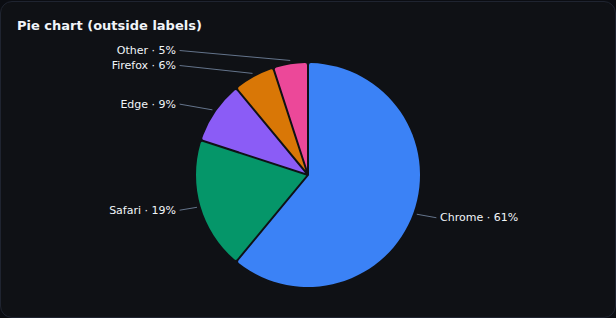 Pie chart (outside labels)
Other · 5%
Firefox · 6%
Edge · 9%
Safari · 19%
Chrome · 61%